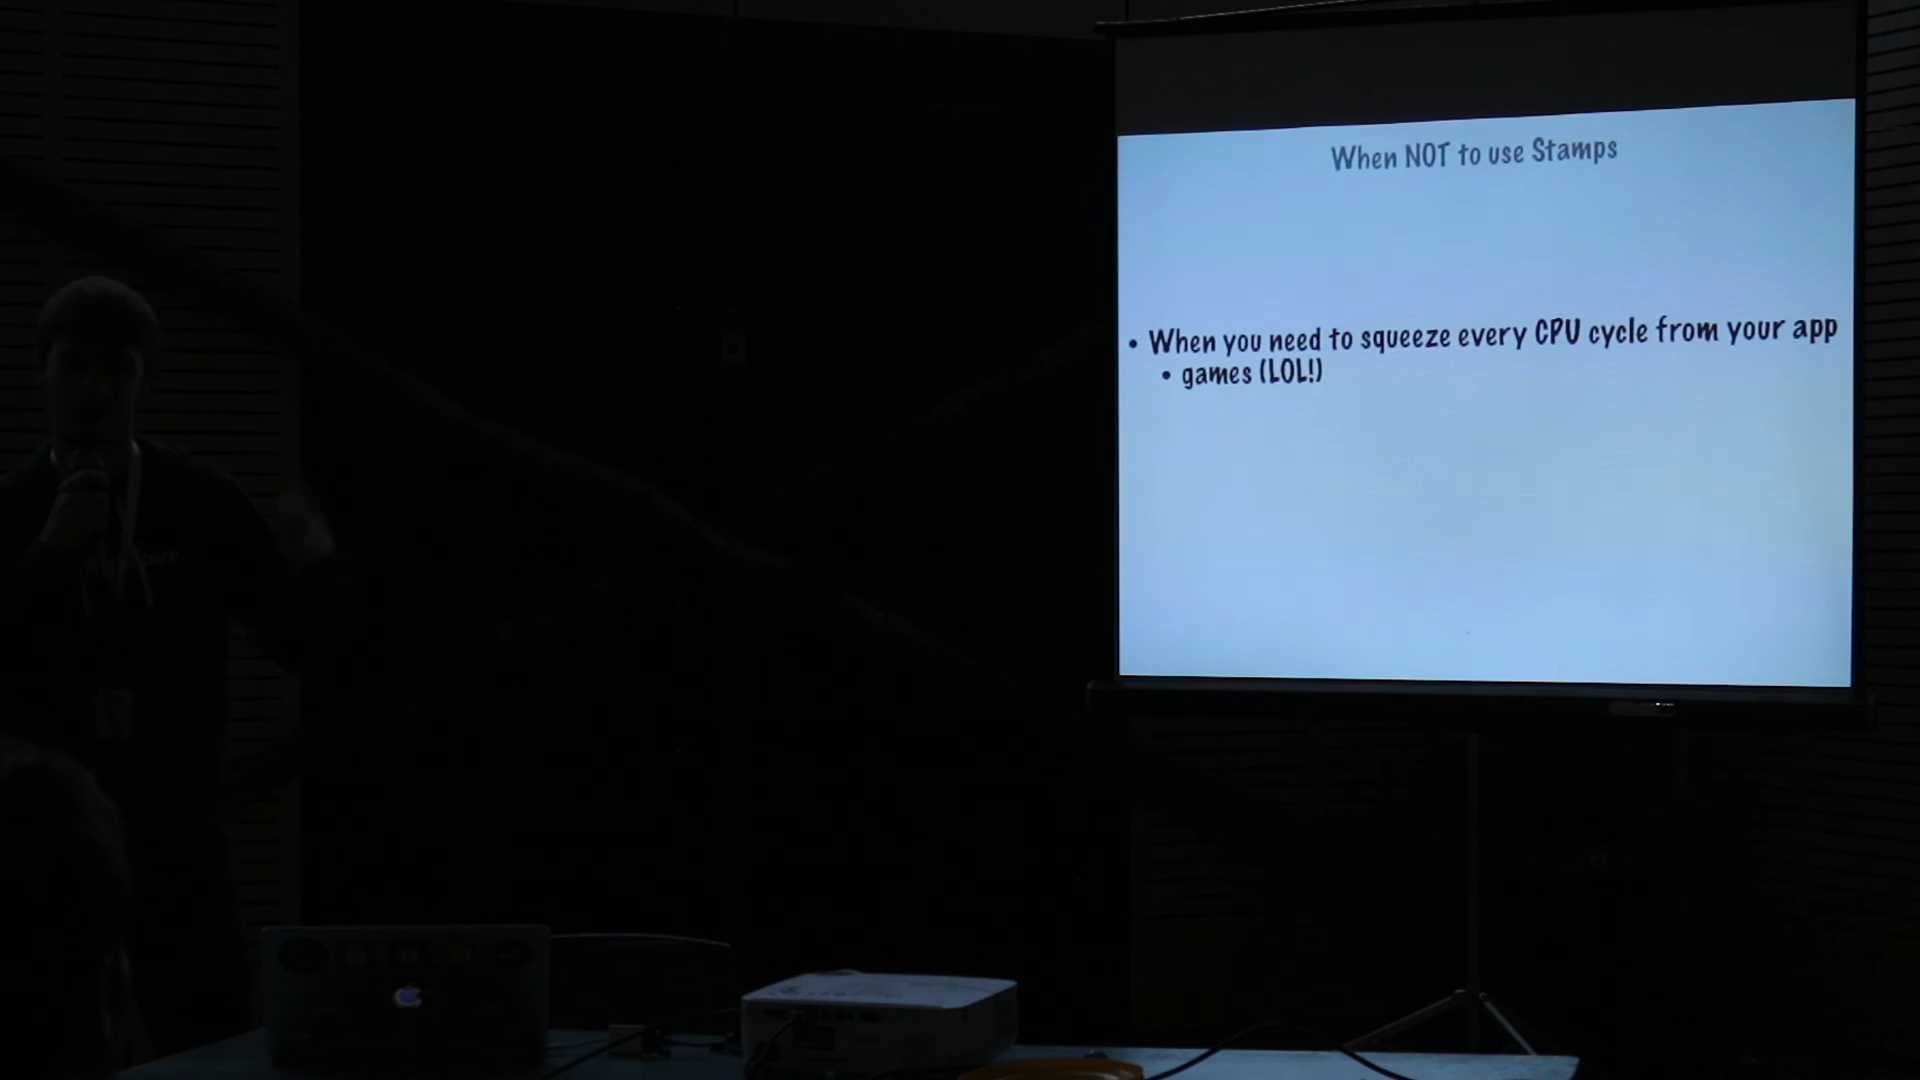 When NOT to use Stamps
• When you need to squeeze every CPU cycle from your app
• games (LOL!)